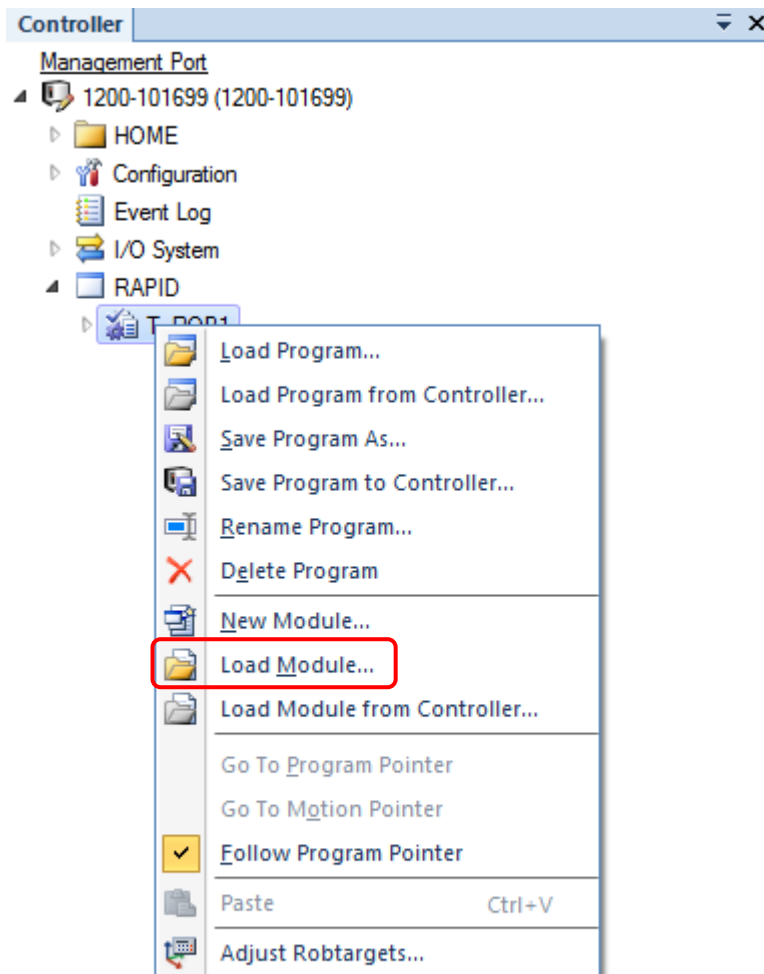 Controller
Management Port
1200-101699 (1200-101699)
HOME
Configuration
Event Log
I/O System
RAPID
T_ROB1
Load Program...
Load Program from Controller...
Save Program As...
Save Program to Controller...
Rename Program...
Delete Program
New Module...
Load Module...
Load Module from Controller...
Go To Program Pointer
Go To Motion Pointer
Follow Program Pointer
Paste Ctrl+V
Adjust Robtargets...